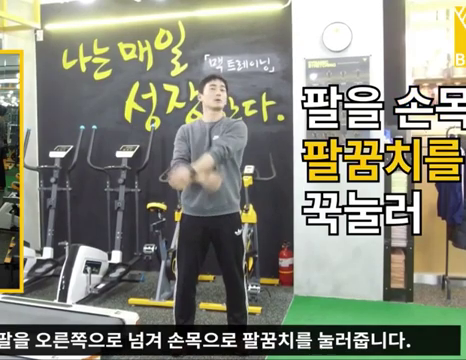 나는 매일
「맥 트레이닝」
성장한다.
팔을 손목
팔꿈치를
꾹눌러
팔을 오른쪽으로 넘겨 손목으로 팔꿈치를 눌러줍니다.